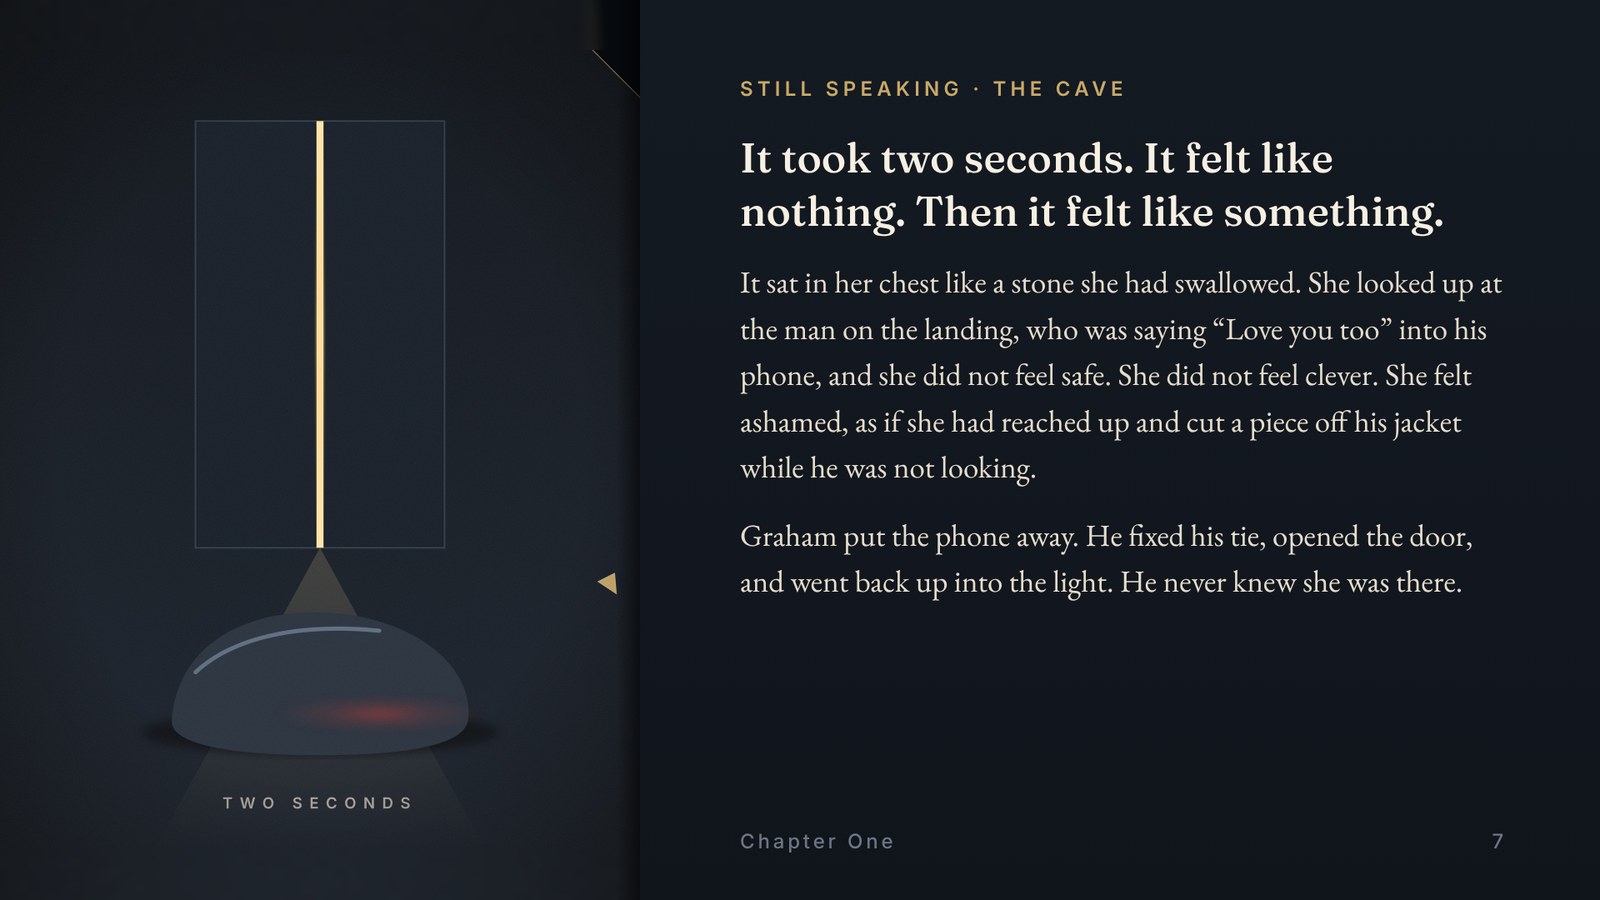 STILL SPEAKING · THE CAVE
It took two seconds. It felt like
nothing. Then it felt like something.
It sat in her chest like a stone she had swallowed. She looked up at
the man on the landing, who was saying “Love you too” into his
phone, and she did not feel safe. She did not feel clever. She felt
ashamed, as if she had reached up and cut a piece off his jacket
while he was not looking.
Graham put the phone away. He fixed his tie, opened the door,
and went back up into the light. He never knew she was there.
TWO SECONDS
Chapter One
7